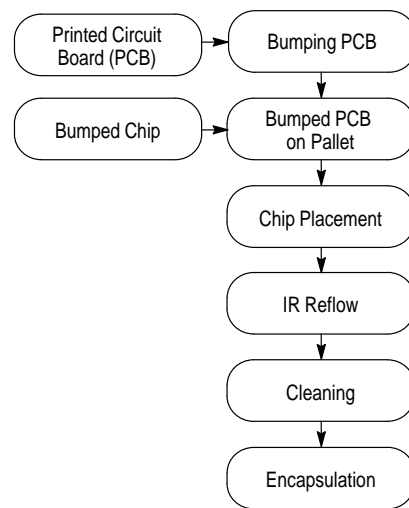 Printed Circuit
Board (PCB)
Bumping PCB
Bumped Chip
Bumped PCB
on Pallet
Chip Placement
IR Reflow
Cleaning
Encapsulation